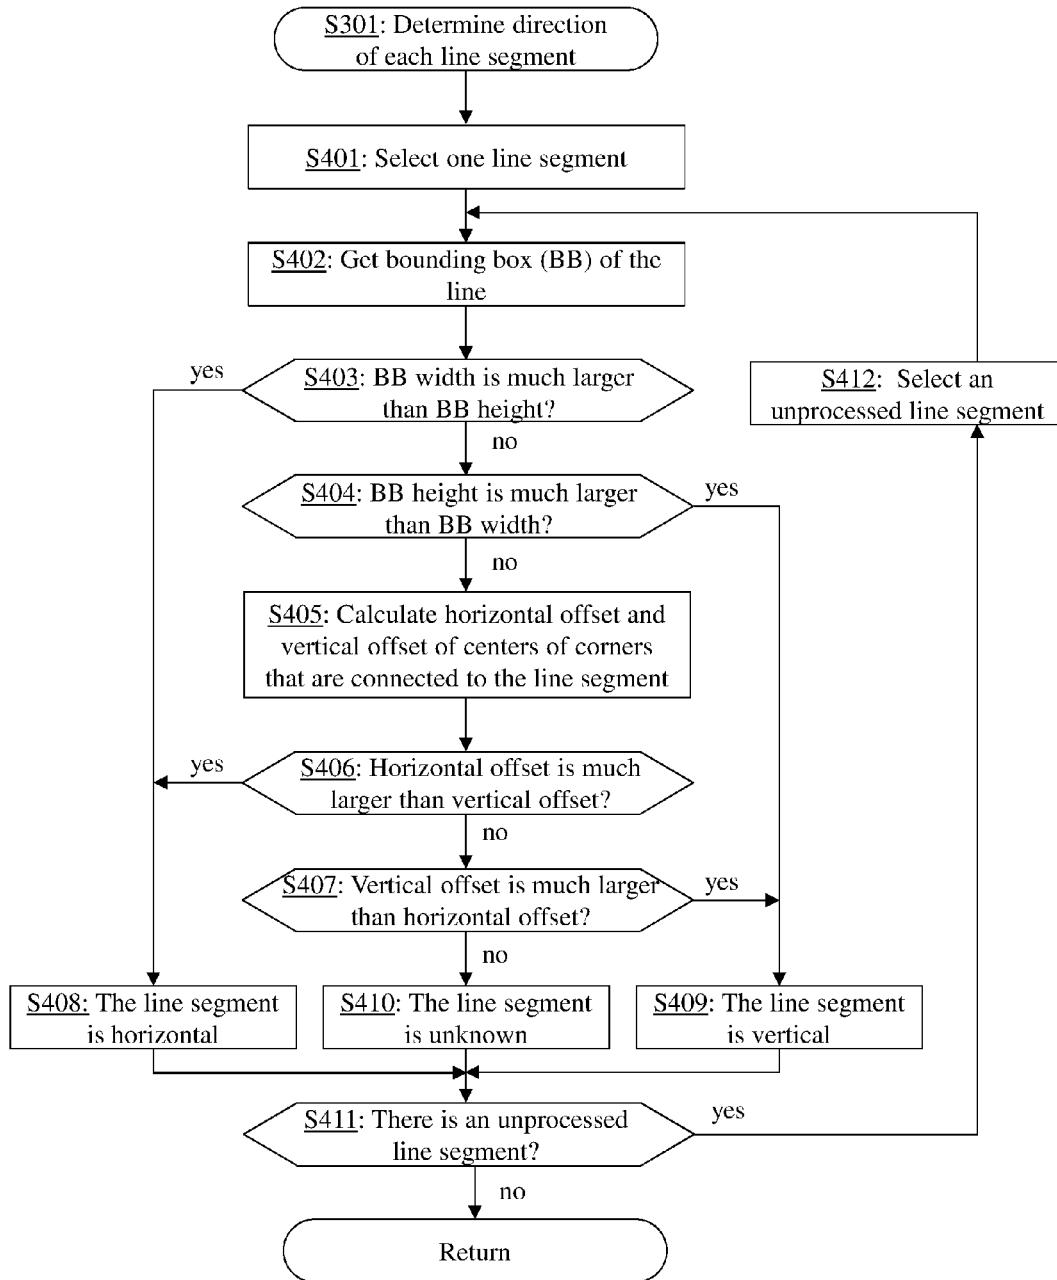 S301: Determine direction
of each line segment
S401: Select one line segment
S402: Get bounding box (BB) of the
line
yes
S403: BB width is much larger
than BB height?
S412:  Select an
unprocessed line segment
no
S404: BB height is much larger
than BB width?
yes
no
S405: Calculate horizontal offset and
vertical offset of centers of corners
that are connected to the line segment
yes
S406: Horizontal offset is much
larger than vertical offset?
no
S407: Vertical offset is much larger
than horizontal offset?
yes
no
S408: The line segment
is horizontal
S410: The line segment
is unknown
S409: The line segment
is vertical
S411: There is an unprocessed
line segment?
yes
no
Return